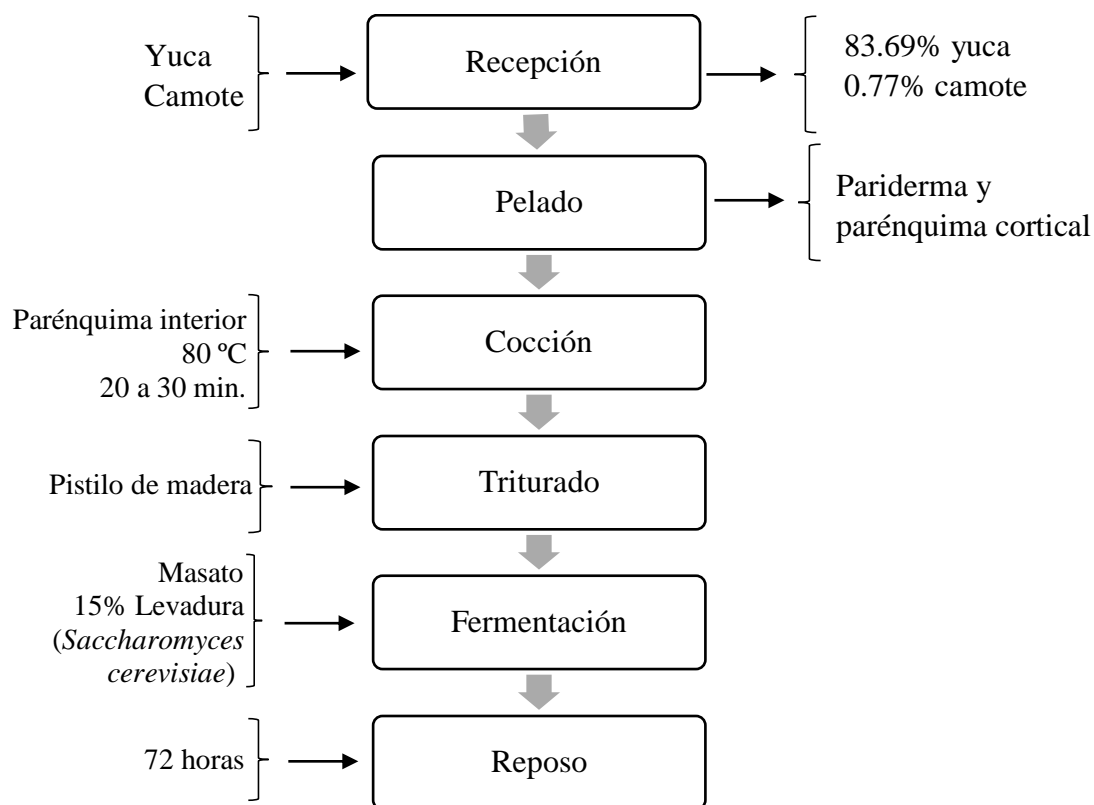 Yuca
Camote
Recepción
83.69% yuca
0.77% camote
Pelado
Pariderma y
parénquima cortical
Parénquima interior
80 ºC
20 a 30 min.
Cocción
Pistilo de madera
Triturado
Masato
15% Levadura
(Saccharomyces
cerevisiae)
Fermentación
72 horas
Reposo